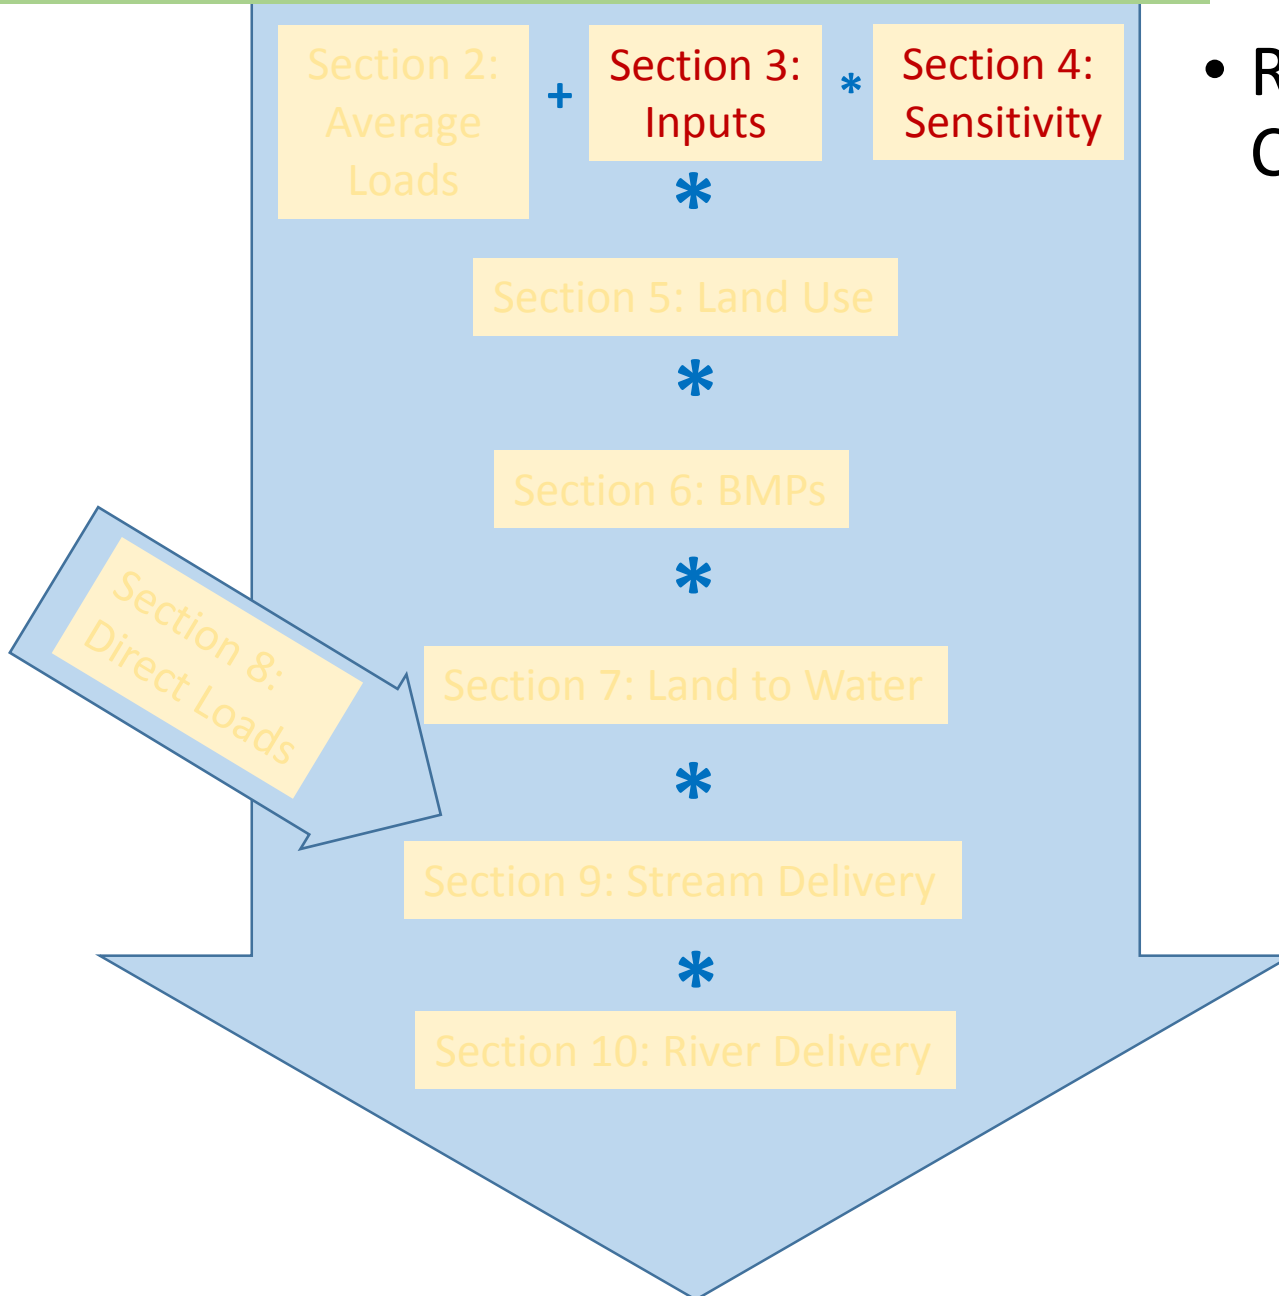 Section 2:
Average
Loads
+
Section 3:
Inputs
*
Section 4:
Sensitivity
*
Section 5: Land Use
*
Section 6: BMPs
*
Section 8:
Direct Loads
Section 7: Land to Water
*
Section 9: Stream Delivery
*
Section 10: River Delivery